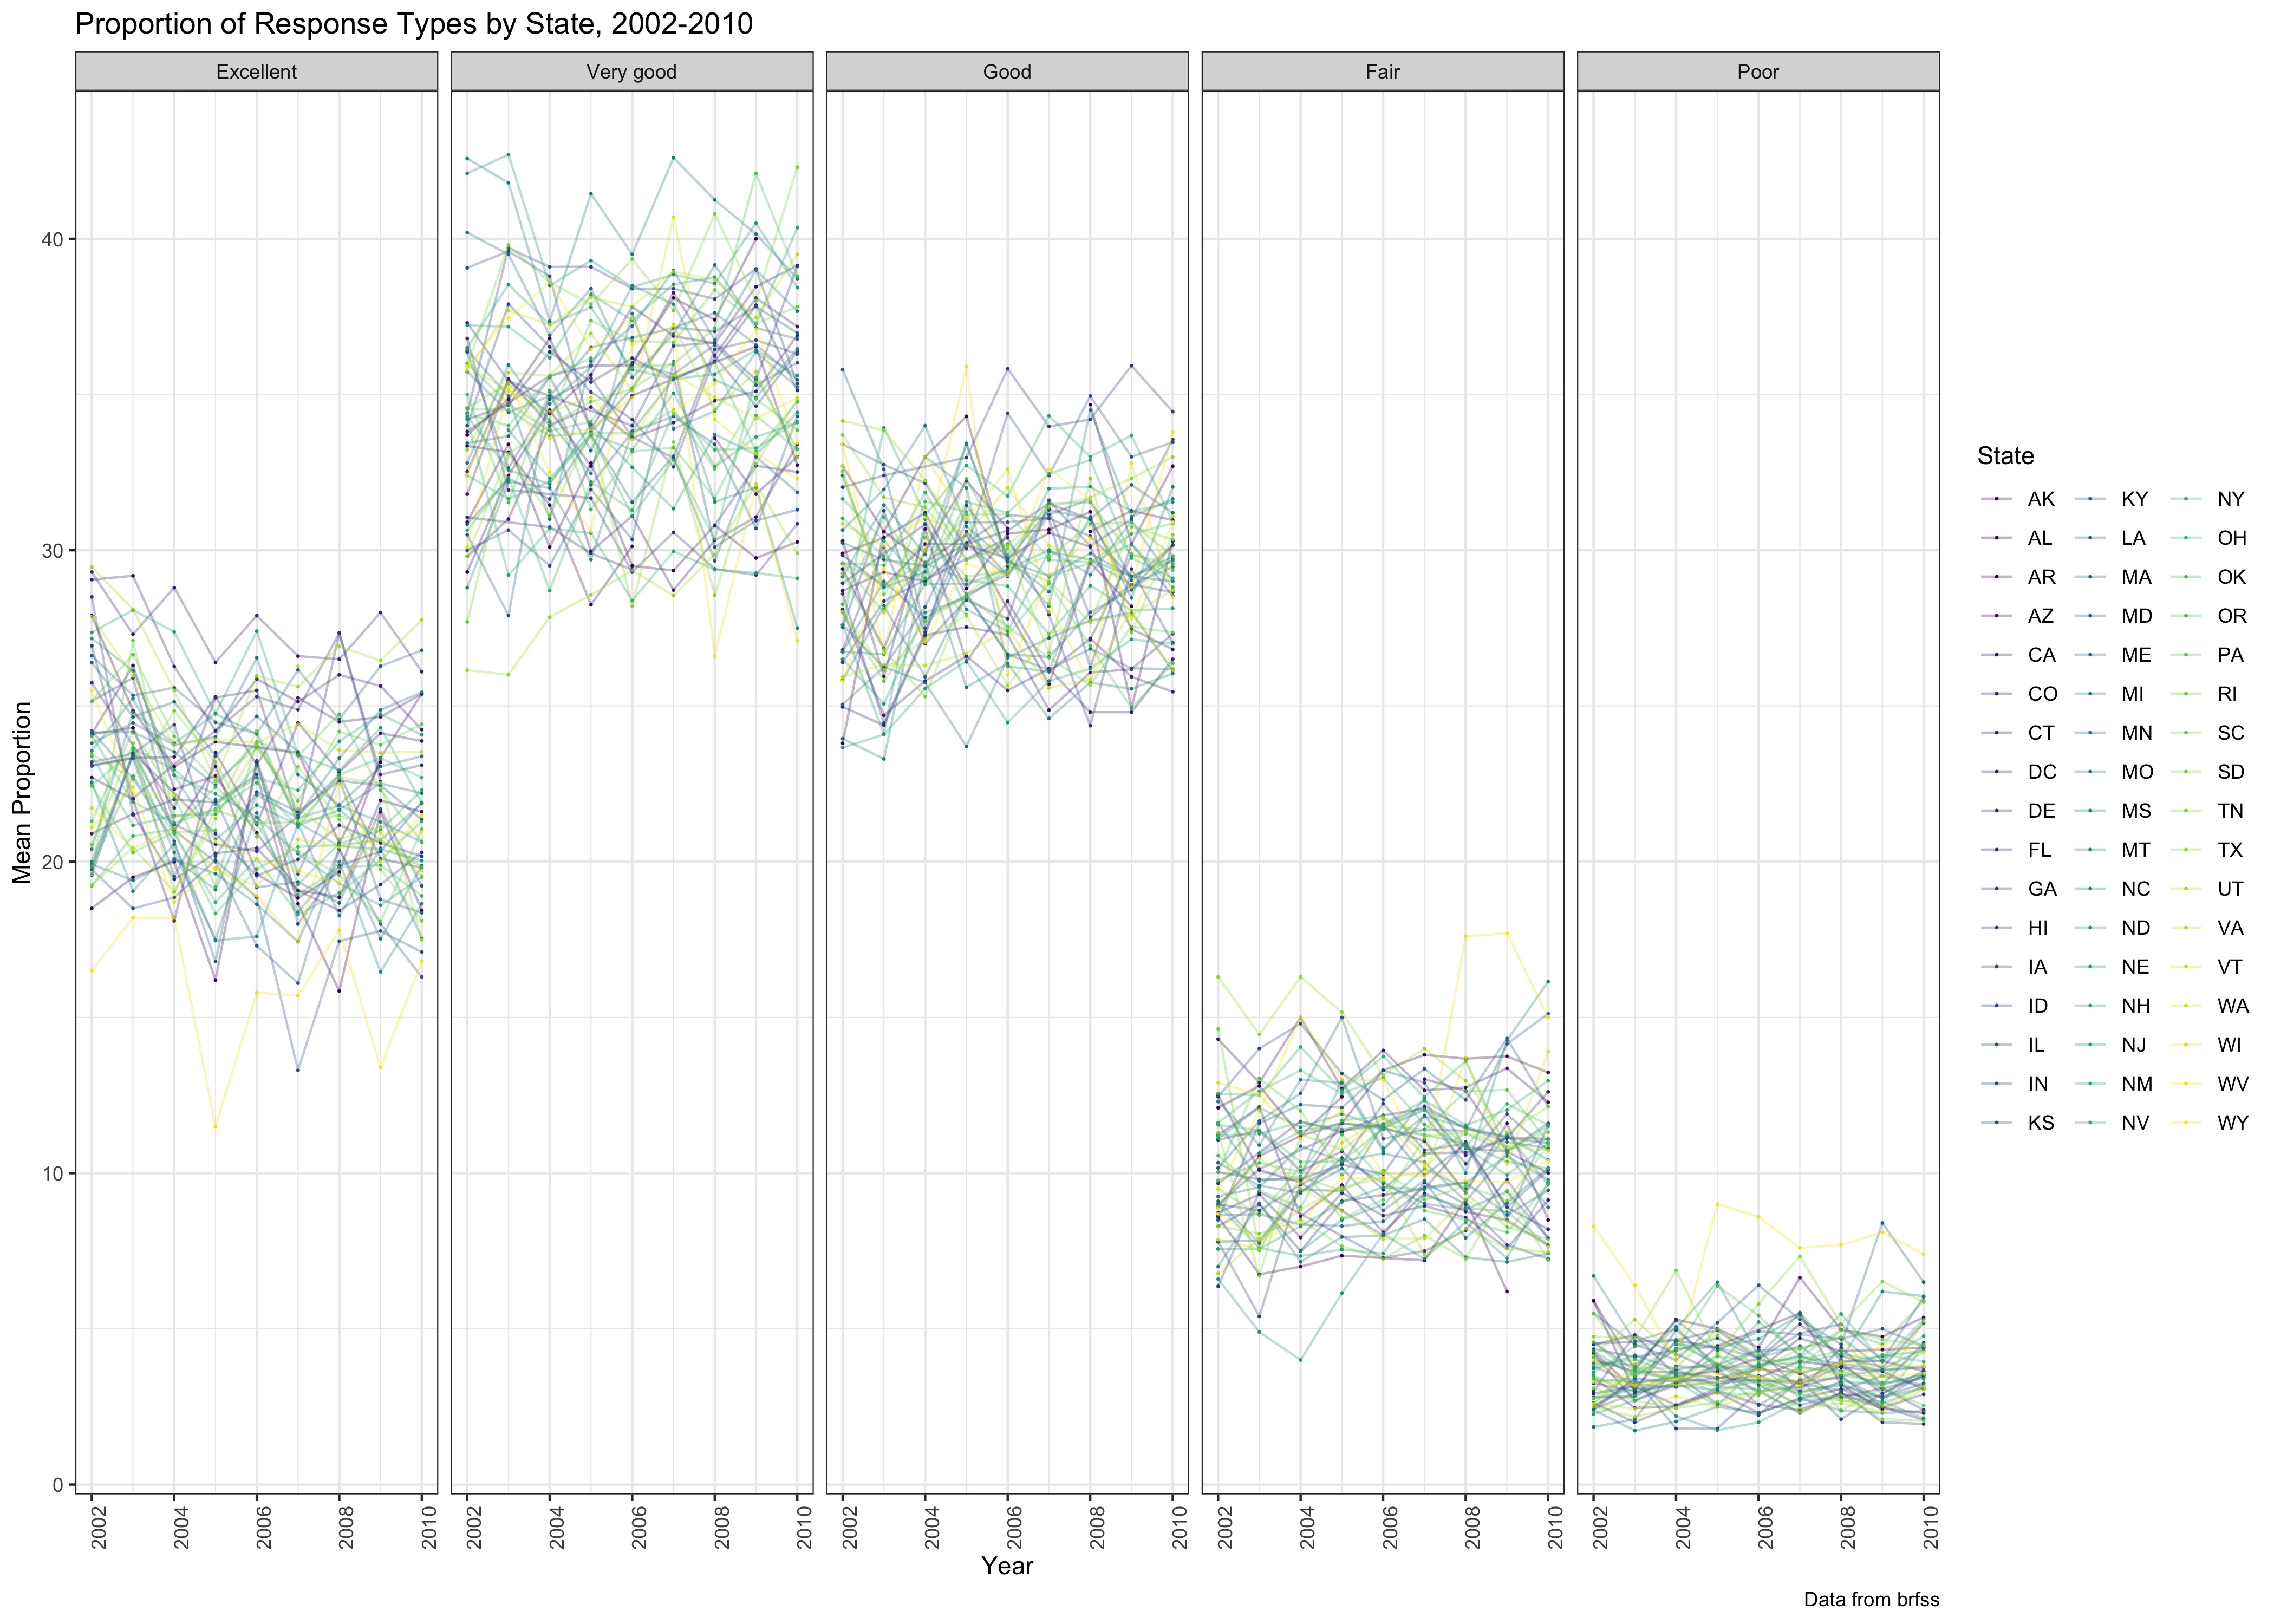 Proportion of Response Types by State, 2002-2010
Excellent Very good Good Fair Poor
Mean Proportion
40
30
20
10
0
2002 2004 2006 2008 2010 2002 2004 2006 2008 2010 2002 2004 2006 2008 2010 2002 2004 2006 2008 2010 2002 2004 2006 2008 2010
Year
State
AK KY NY
AL LA OH
AR MA OK
AZ MD OR
CA ME PA
CO MI RI
CT MN SC
DC MO SD
DE MS TN
FL MT TX
GA NC UT
HI ND VA
IA NE VT
ID NH WA
IL NJ WI
IN NM WV
KS NV WY
Data from brfss